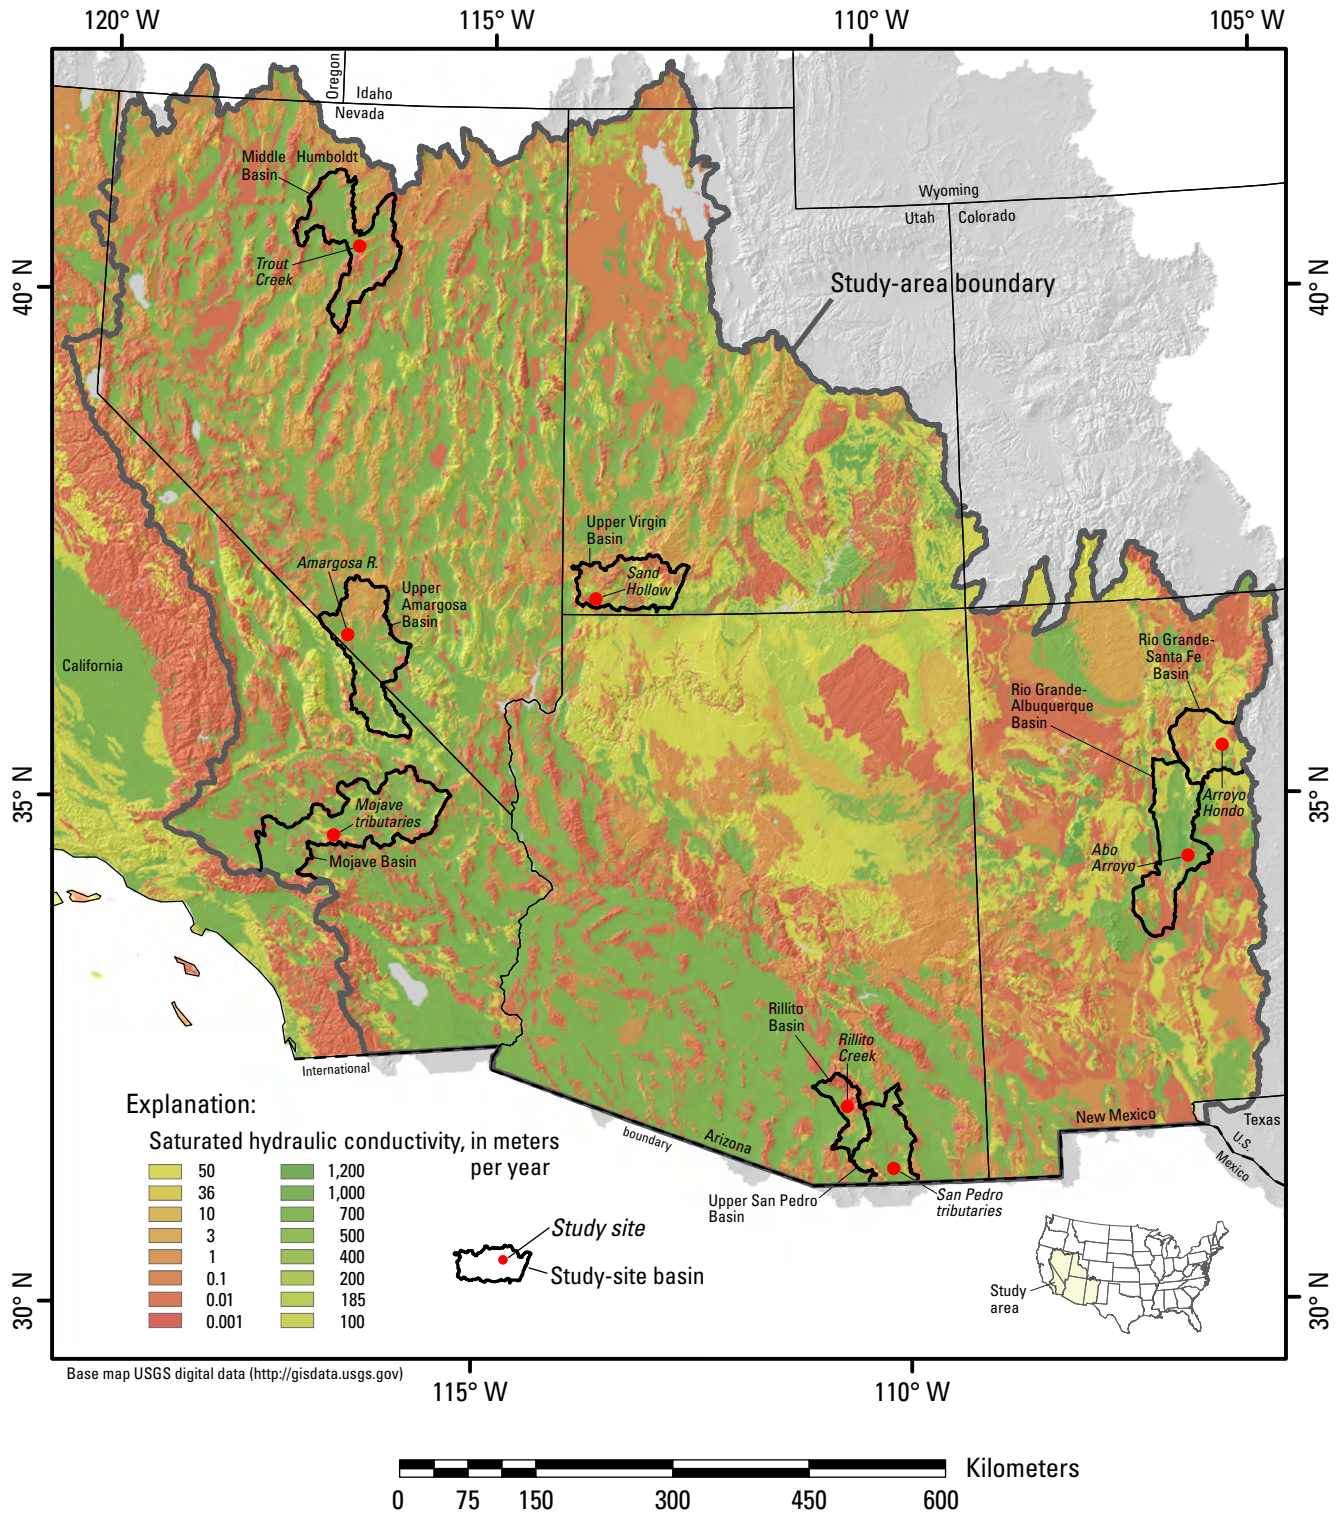 120° W
115° W
110° W
105° W
Oregon
Idaho
Nevada
Middle Humboldt
Basin
Wyoming
Utah
Colorado
Trout
Creek
40° N
40° N
Study-area boundary
Upper Virgin
Basin
Sand
Hollow
Amargosa R.
Upper
Amargosa
Basin
California
Rio Grande-
Santa Fe
Basin
Rio Grande-
Albuquerque
Basin
35° N
35° N
Mojave
tributaries
Mojave Basin
Arroyo
Hondo
Abo
Arroyo
Rillito
Basin
Rillito
Creek
International
boundary
Arizona
New Mexico
Texas
U.S.
Mexico
Upper San Pedro
Basin
San Pedro
tributaries
Explanation:
Saturated hydraulic conductivity, in meters
per year
50
36
10
3
1
0.1
0.01
0.001
1,200
1,000
700
500
400
200
185
100
Study site
Study-site basin
Study
area
30° N
30° N
Base map USGS digital data (http://gisdata.usgs.gov)
115° W
110° W
Kilometers
0 75 150 300 450 600